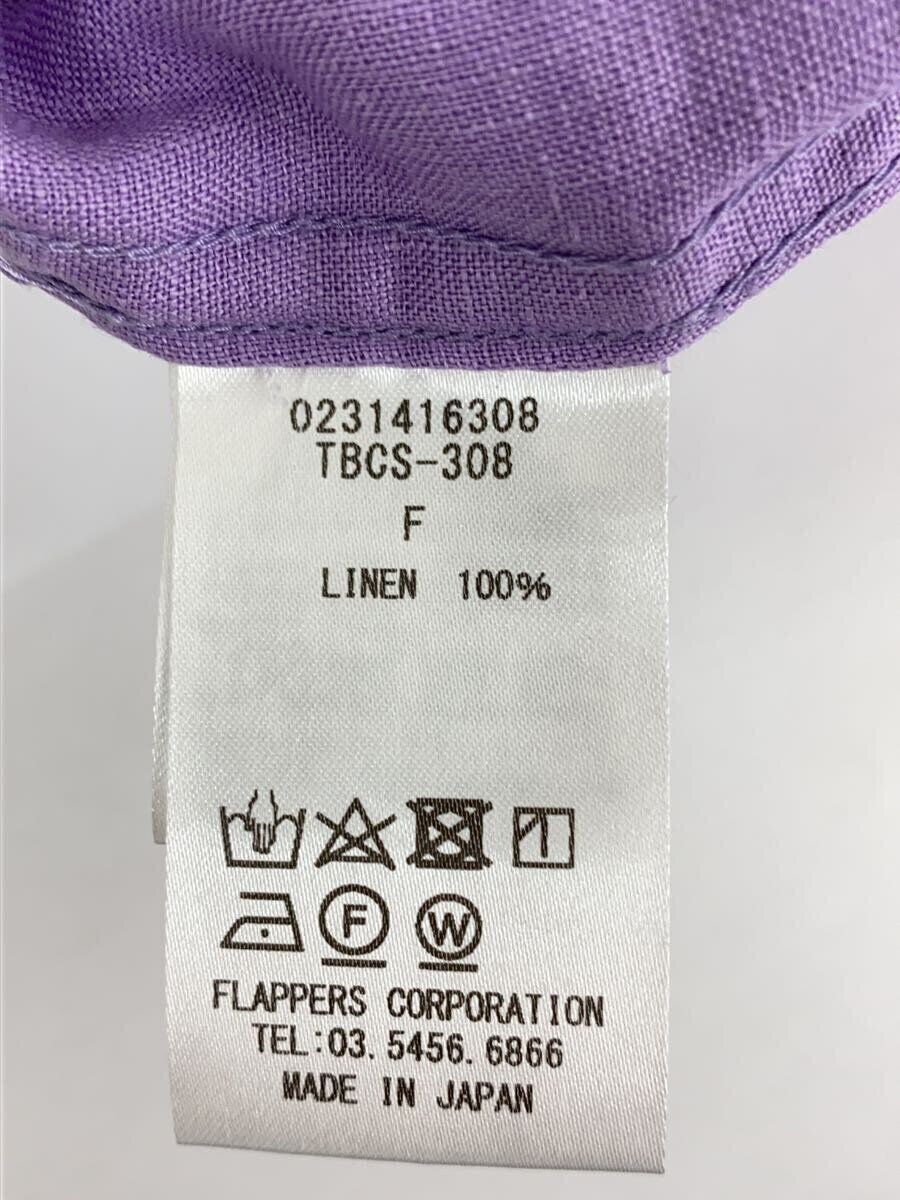 0231416308
TBCS-308
F
LINEN 100%
F W
FLAPPERS CORPORATION
TEL:03.5456.6866
MADE IN JAPAN